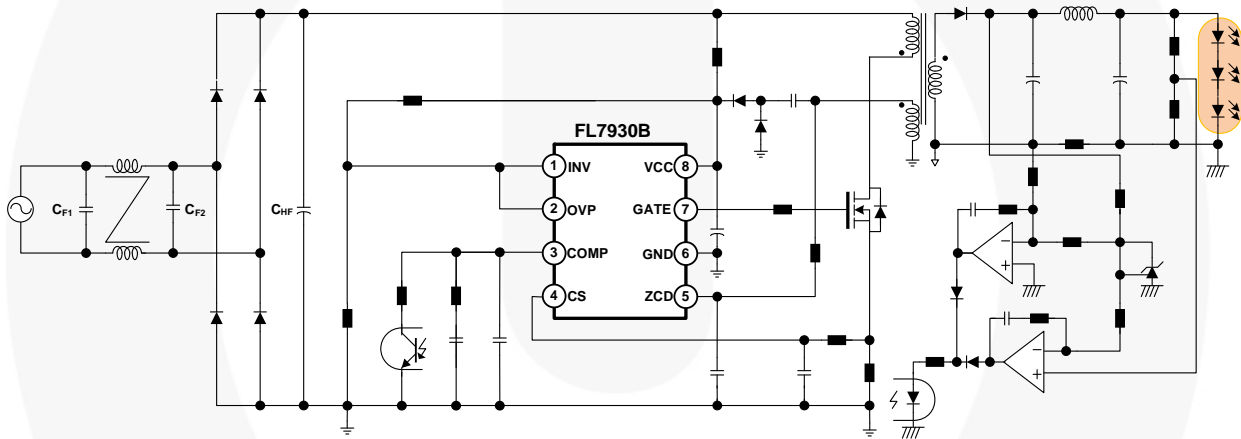 FL7930B
1 INV VCC 8
2 OVP GATE 7
CF1 CF2 CHF
3 COMP GND 6
4 CS ZCD 5